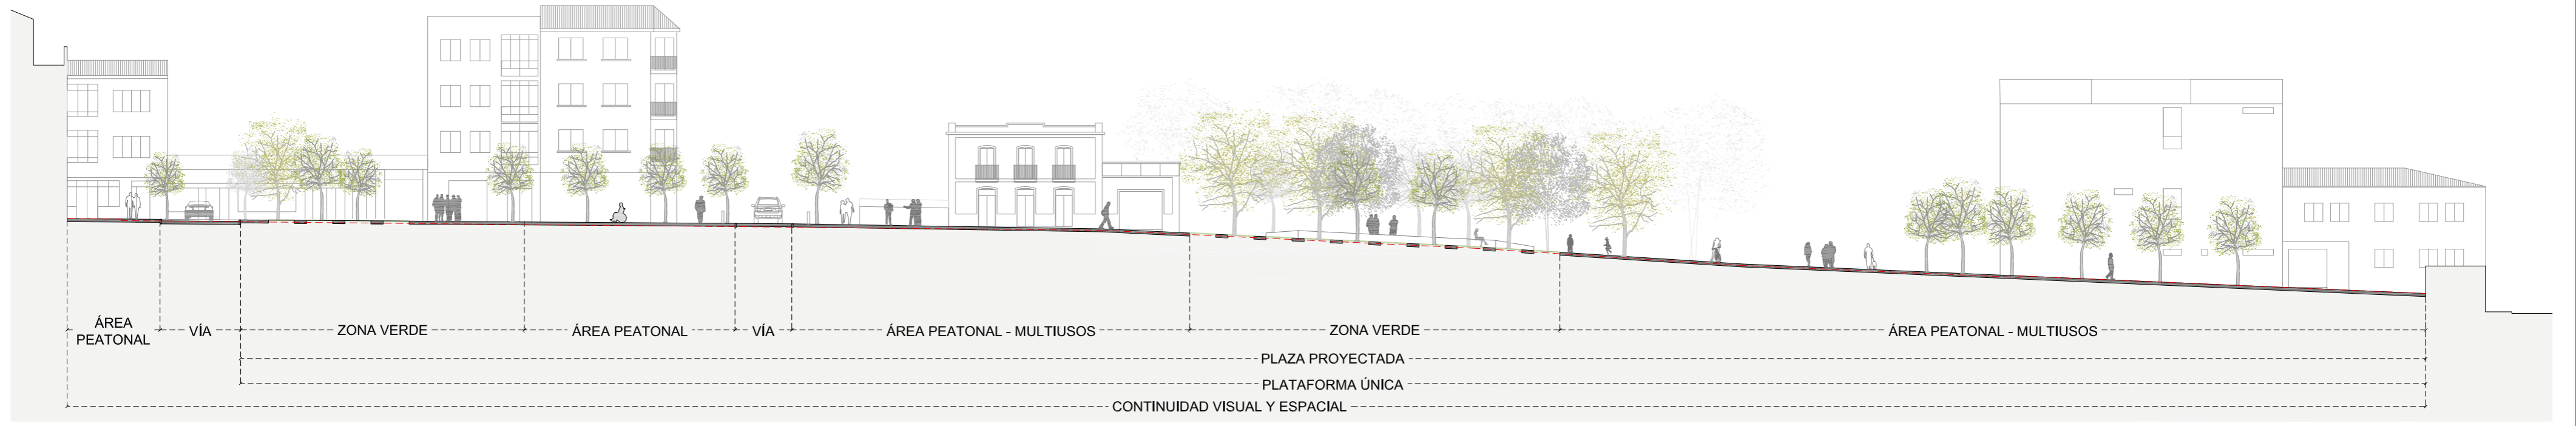 ÁREA
PEATONAL
VÍA
ZONA VERDE
ÁREA PEATONAL
VÍA
ÁREA PEATONAL - MULTIUSOS
ZONA VERDE
ÁREA PEATONAL - MULTIUSOS
PLAZA PROYECTADA
PLATAFORMA ÚNICA
CONTINUIDAD VISUAL Y ESPACIAL